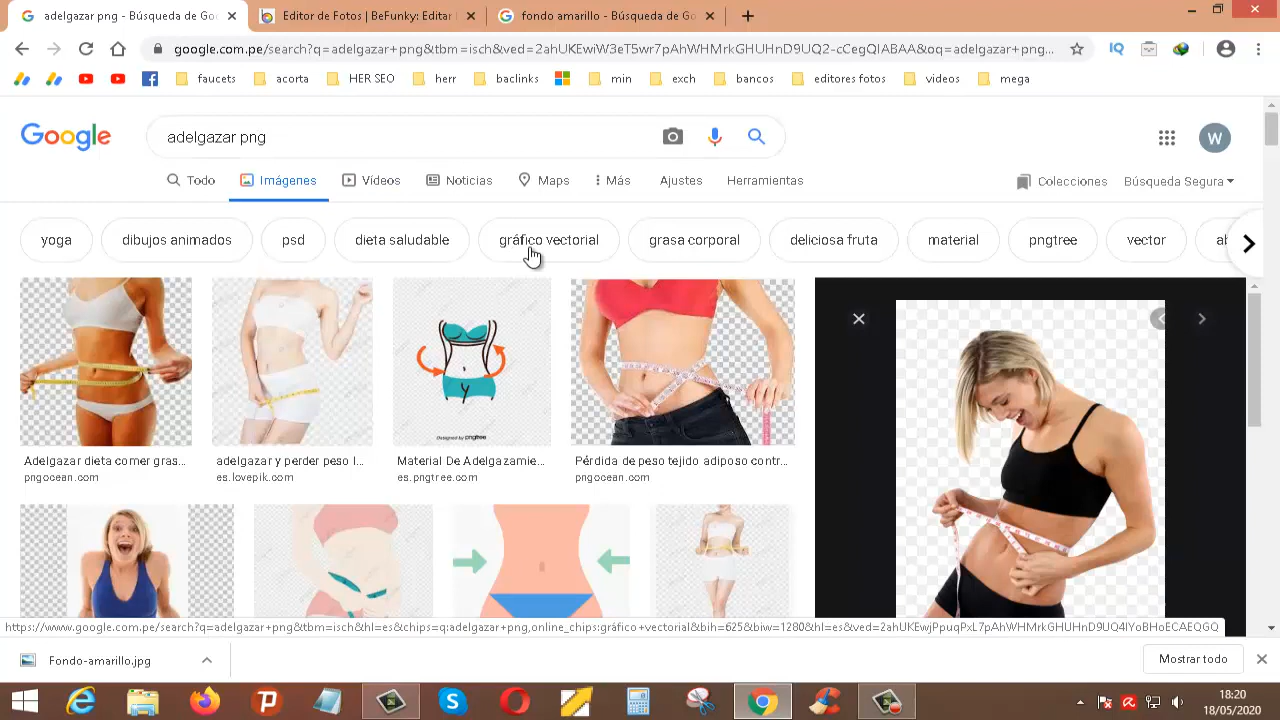 adelgazar png - Búsqueda de Go
Editor de Fotos | BeFunky: Editar
fondo amarillo - Búsqueda de Go
google.com.pe/search?q=adelgazar+png&tbm=isch&ved=2ahUKEwiW3eT5wr7pAhWHMrkGHUHnD9UQ2-cCegQIABAA&oq=adelgazar+png...
faucets
acorta
HER SEO
herr
baclinks
min
exch
bancos
editores fotos
videos
mega
Google
adelgazar png
W
Todo
Imágenes
Vídeos
Noticias
Maps
Más
Ajustes
Herramientas
Colecciones
Búsqueda Segura
yoga
dibujos animados
psd
dieta saludable
gráfico vectorial
grasa corporal
deliciosa fruta
material
pngtree
vector
Designed by pngtree
Adelgazar dieta comer gras...
adelgazar y perder peso l...
Material De Adelgazamie...
Pérdida de peso tejido adiposo contr...
pngocean.com
es.lovepik.com
es.pngtree.com
pngocean.com
https://www.google.com.pe/search?q=adelgazar+png&tbm=isch&hl=es&chips=q:adelgazar+png,online_chips:gráfico+vectorial&bih=625&biw=1280&hl=es&ved=2ahUKEwjPpuqPxL7pAhWHMrkGHUHnD9UQ4lYoBHoECAEQGQ
Fondo-amarillo.jpg
Mostrar todo
18:20
18/05/2020